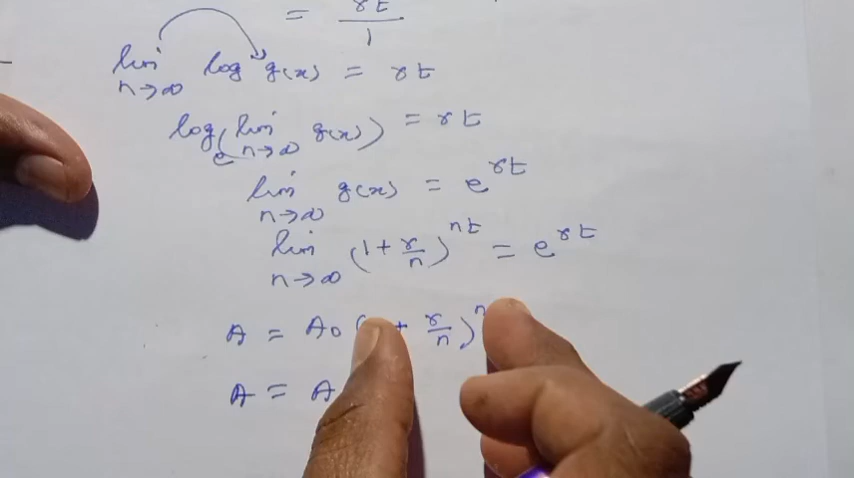 = rt/1
lim n→∞ log g(x) = rt
log e (lim n→∞ g(x)) = rt
lim n→∞ g(x) = e^rt
lim n→∞ (1 + r/n)^nt = e^rt
A = A0 ( + r/n)^n
A = A